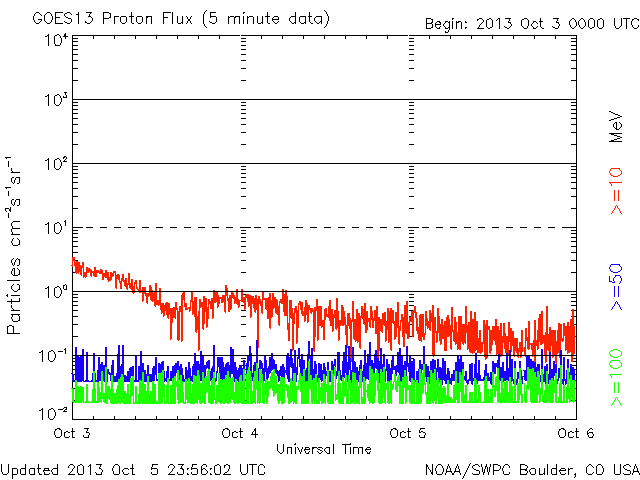 GOES13 Proton Flux (5 minute data)
Begin: 2013 Oct 3 0000 UTC
Particles cm⁻²s⁻¹sr⁻¹
10⁴
10³
10²
10¹
10⁰
10⁻¹
10⁻²
MeV
>=10
>=50
>=100
Oct 3
Oct 4
Oct 5
Oct 6
Universal Time
Updated 2013 Oct 5 23:56:02 UTC
NOAA/SWPC Boulder, CO USA